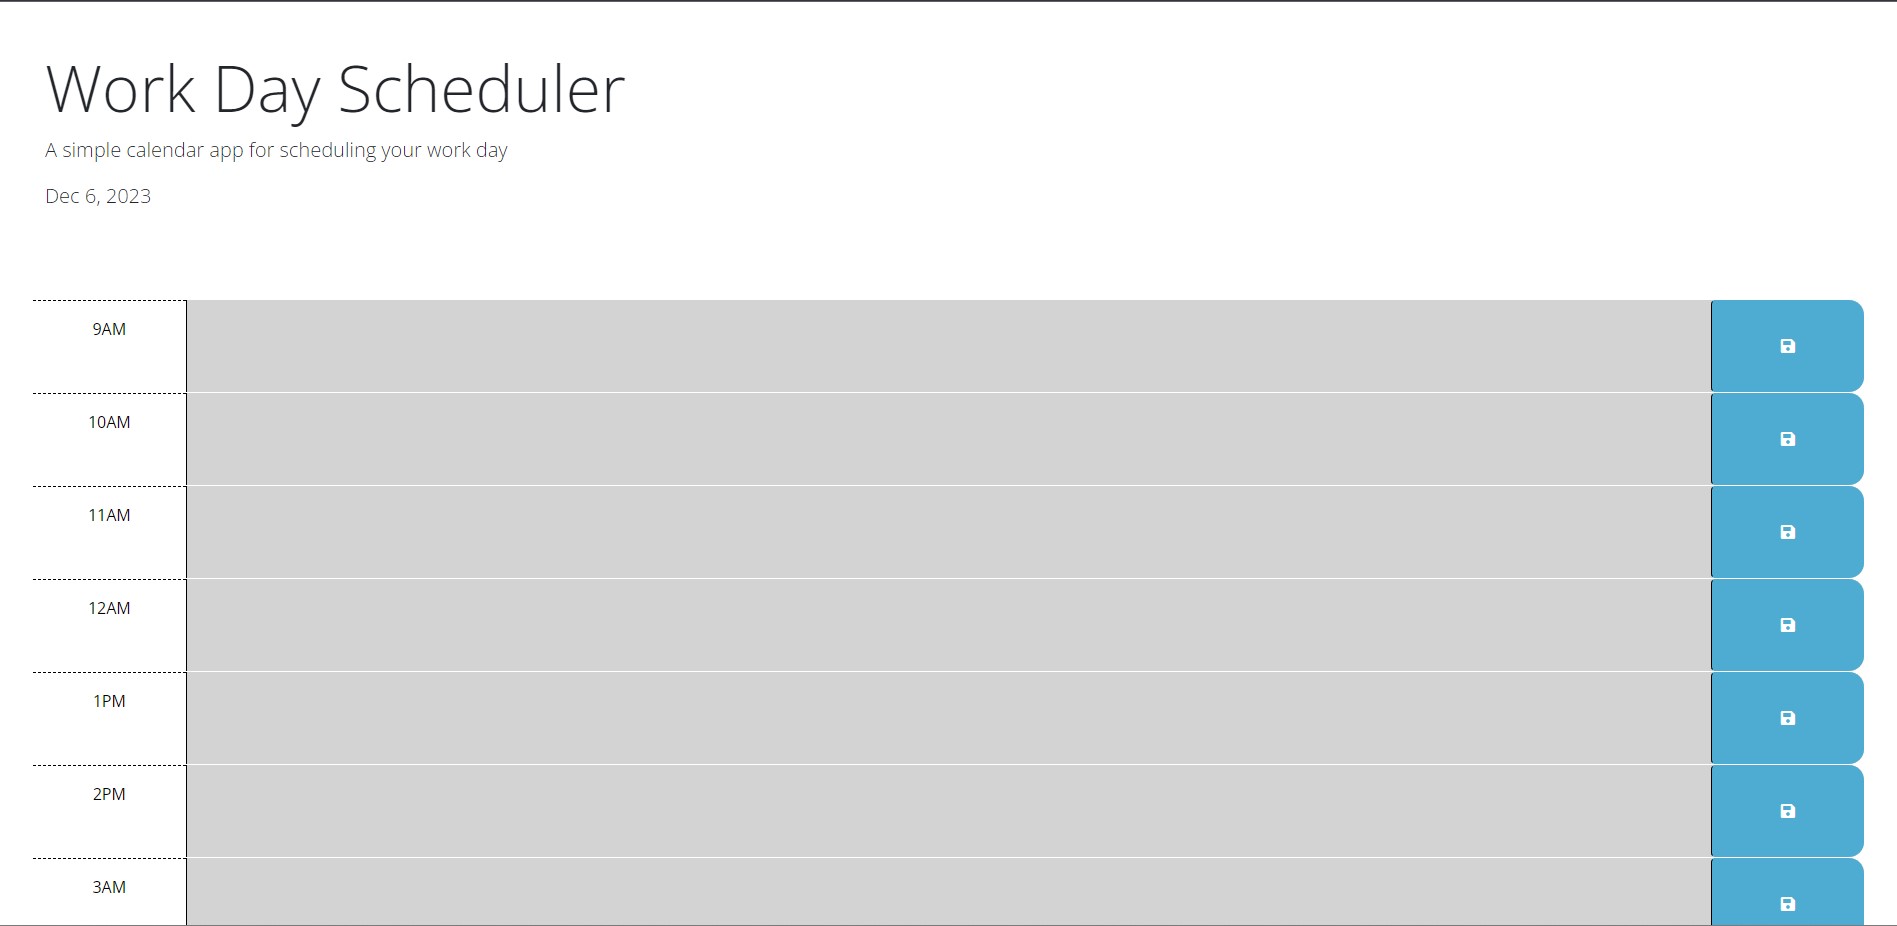 Work Day Scheduler
A simple calendar app for scheduling your work day
Dec 6, 2023
9AM
10AM
11AM
12AM
1PM
2PM
3AM